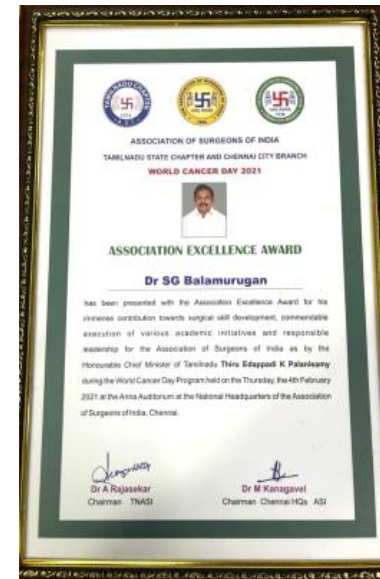 TAMIL NADU CHAPTER
ASSOCIATION OF SURGEONS OF INDIA
TAMILNADU STATE CHAPTER AND CHENNAI CITY BRANCH
WORLD CANCER DAY 2021
ASSOCIATION EXCELLENCE AWARD
Dr SG Balamurugan
has been presented with the Association Excellence Award for his
immense contribution towards surgical skill development, commendable
execution of various academic initiatives and responsible
leadership for the Association of Surgeons of India as by the
Honourable Chief Minister of Tamilnadu Thiru Edappadi K Palaniswamy
during the World Cancer Day Program held on the Thursday, the 4th February
2021 at the Anna Auditorium at the National Headquarters of the Association
of Surgeons of India, Chennai.
Dr A Rajasekar
Chairman TNASI
Dr M Kanagavel
Chairman Chennai HQs ASI